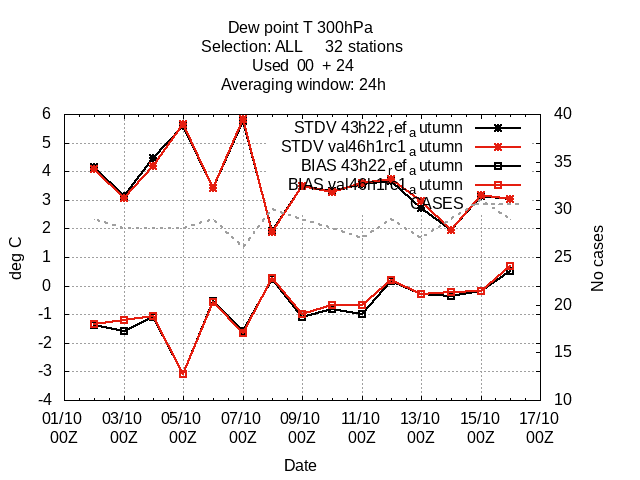 Dew point T 300hPa
Selection: ALL 32 stations
Used 00 + 24
Averaging window: 24h
STDV 43h22_ref_autumn
STDV val46h1rc1_autumn
BIAS 43h22_ref_autumn
BIAS val46h1rc1_autumn
CASES
6
5
4
3
2
1
0
-1
-2
-3
-4
deg C
40
35
30
25
20
15
10
No cases
01/10 03/10 05/10 07/10 09/10 11/10 13/10 15/10 17/10
00Z 00Z 00Z 00Z 00Z 00Z 00Z 00Z 00Z
Date